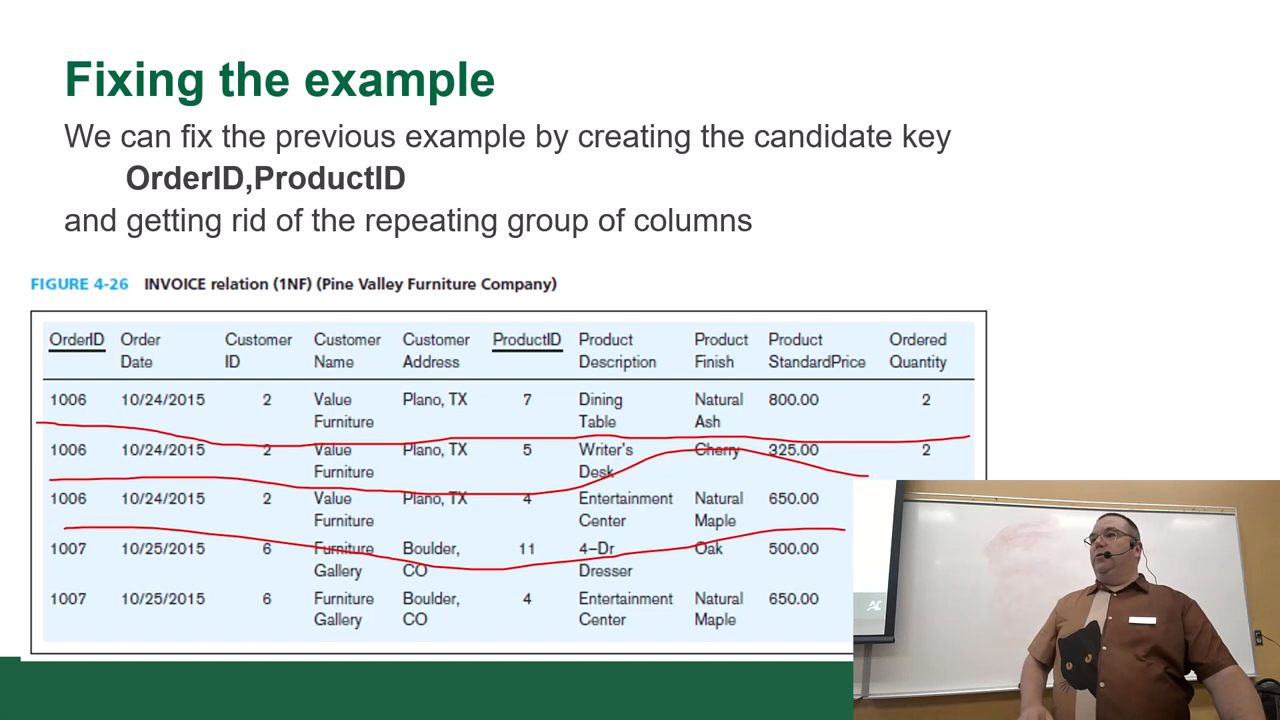 Fixing the example
We can fix the previous example by creating the candidate key
OrderID,ProductID
and getting rid of the repeating group of columns
FIGURE 4-26 INVOICE relation (1NF) (Pine Valley Furniture Company)
OrderID Order Date Customer ID Customer Name Customer Address ProductID Product Description Product Finish Product StandardPrice Ordered Quantity
1006 10/24/2015 2 Value Furniture Plano, TX 7 Dining Table Natural Ash 800.00 2
1006 10/24/2015 2 Value Furniture Plano, TX 5 Writer's Desk Cherry 325.00 2
1006 10/24/2015 2 Value Furniture Plano, TX 4 Entertainment Center Natural Maple 650.00
1007 10/25/2015 6 Furniture Gallery Boulder, CO 11 4–Dr Dresser Oak 500.00
1007 10/25/2015 6 Furniture Gallery Boulder, CO 4 Entertainment Center Natural Maple 650.00